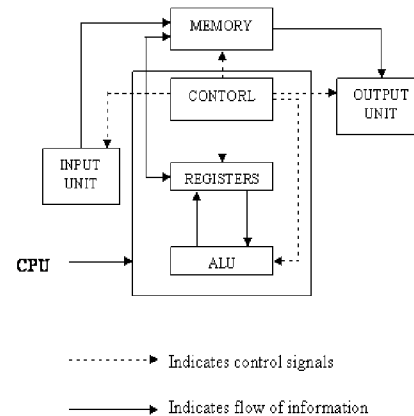 MEMORY
CONTORL
OUTPUT
UNIT
INPUT
UNIT
REGISTERS
ALU
CPU
Indicates control signals
Indicates flow of information